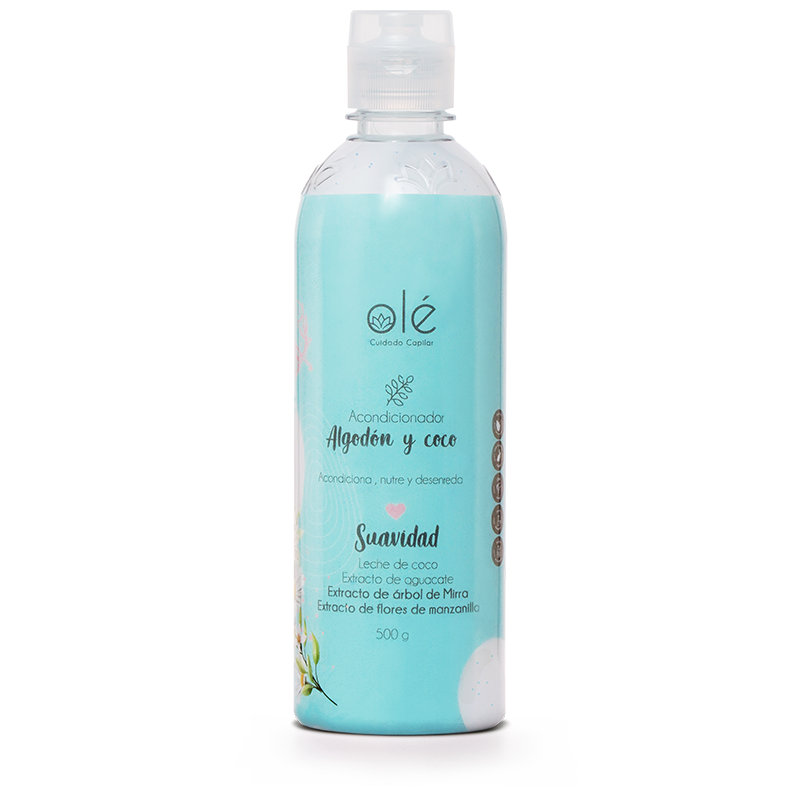 olé
Cuidado Capilar
Acondicionador
Algodón y coco
Acondiciona, nutre y desenreda
Suavidad
Leche de coco
Extracto de aguacate
Extracto de árbol de Mirra
Extracío de flores de manzanilla
500 g